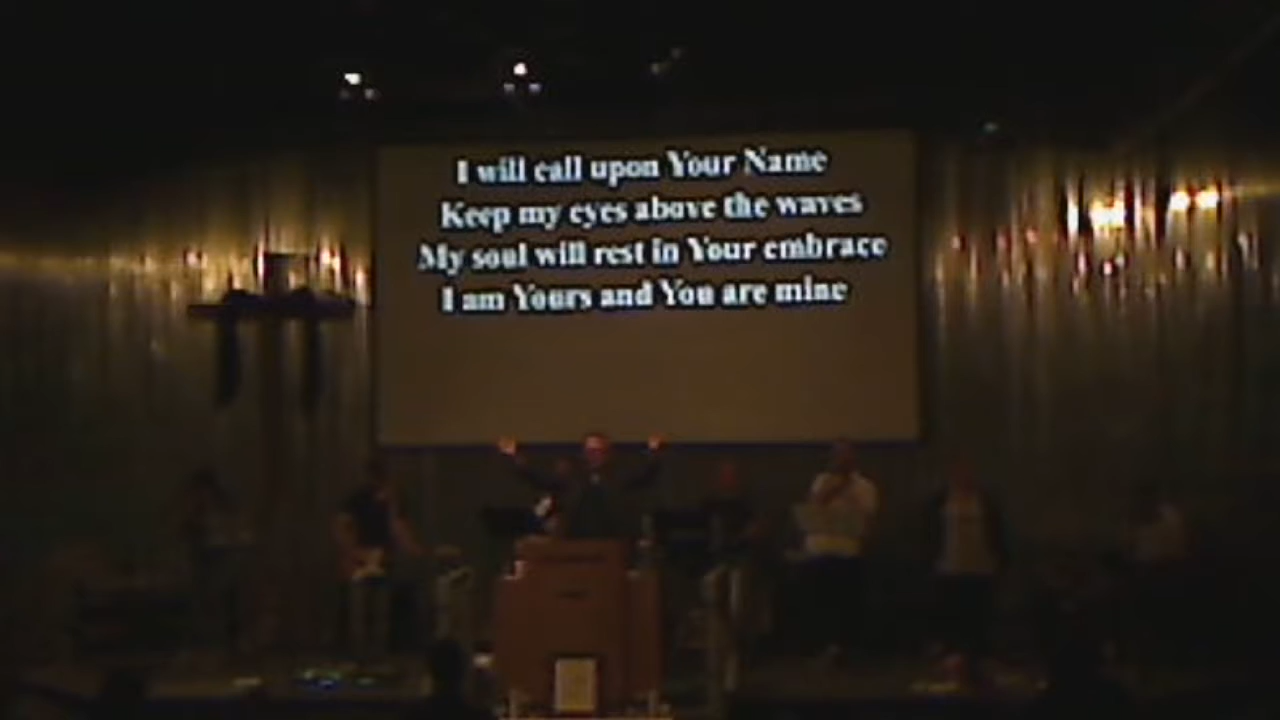 I will call upon Your Name
Keep my eyes above the waves
My soul will rest in Your embrace
I am Yours and You are mine